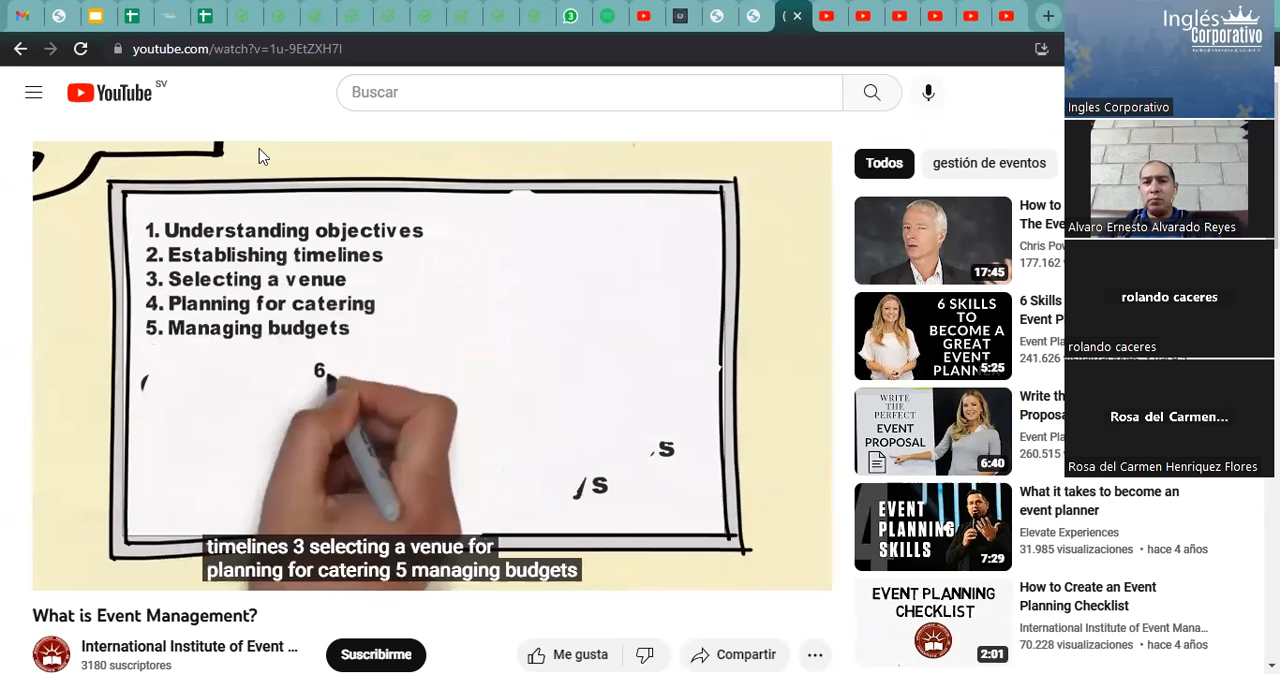 3
youtube.com/watch?v=1u-9EtZXH7I
YouTube SV
Buscar
1. Understanding objectives
2. Establishing timelines
3. Selecting a venue
4. Planning for catering
5. Managing budgets
6.
s
s
timelines 3 selecting a venue for
planning for catering 5 managing budgets
What is Event Management?
International Institute of Event ...
3180 suscriptores
Suscribirme
Me gusta
Compartir
Todos
gestión de eventos
17:45
How to
The Eve
Chris Pov
177.162
6 SKILLS
TO
BECOME A
GREAT
EVENT
PLANNER
5:25
6 Skills
Event Pl
Event Pla
241.626
WRITE
THE
PERFECT
EVENT
PROPOSAL
6:40
Write th
Proposa
Event Pla
260.515
EVENT
PLANNING
SKILLS
7:29
What it takes to become an
event planner
Elevate Experiences
31.985 visualizaciones • hace 4 años
EVENT PLANNING
CHECKLIST
2:01
How to Create an Event
Planning Checklist
International Institute of Event Mana...
70.228 visualizaciones • hace 4 años
Inglés
Corporativo
Ingles Corporativo
Alvaro Ernesto Alvarado Reyes
rolando caceres
rolando caceres
Rosa del Carmen...
Rosa del Carmen Henriquez Flores